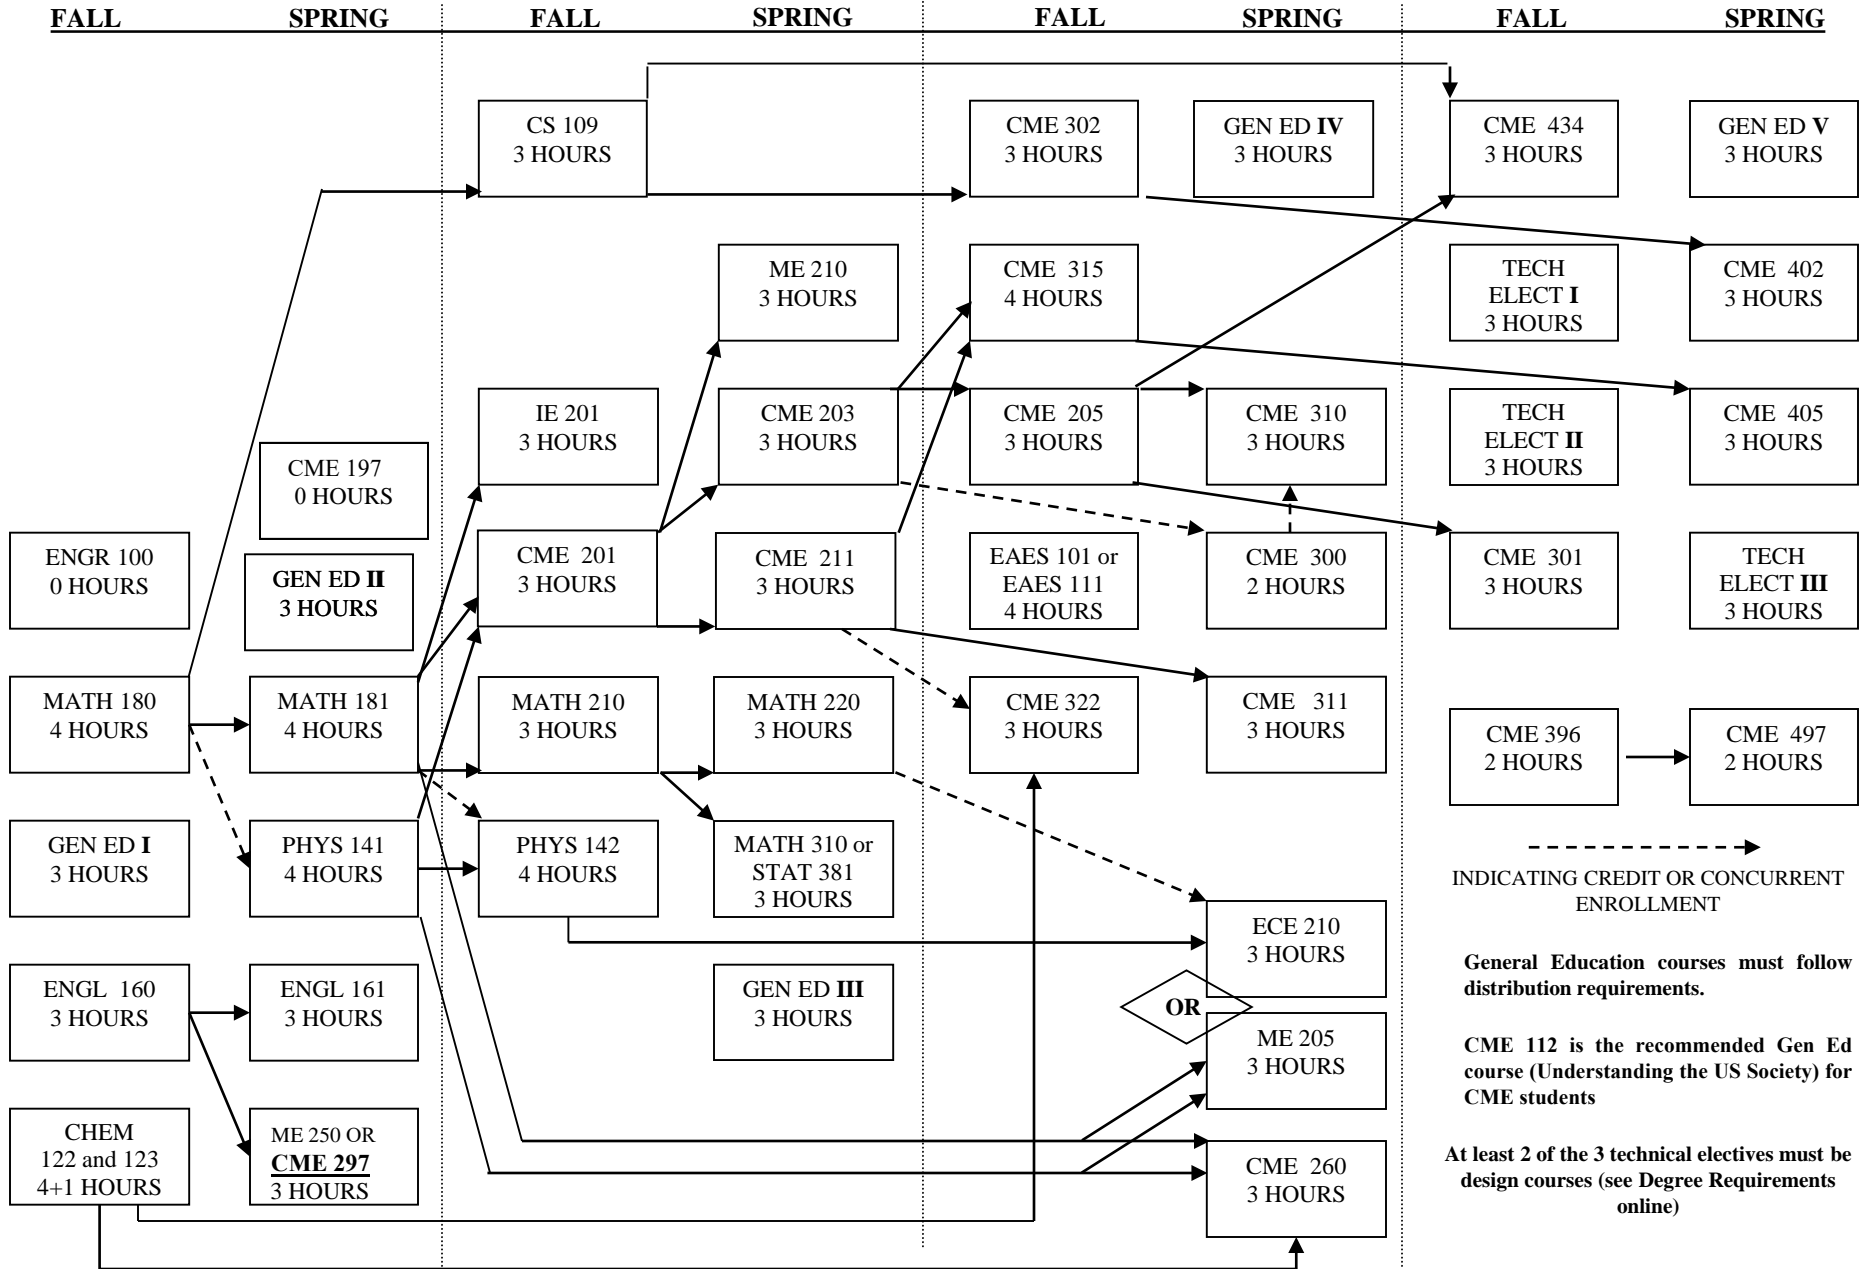 FALL
SPRING
FALL
SPRING
FALL
SPRING
FALL
SPRING
ENGR 100
0 HOURS
MATH 180
4 HOURS
GEN ED I
3 HOURS
ENGL 160
3 HOURS
CHEM
122 and 123
4+1 HOURS
CME 197
0 HOURS
GEN ED II
3 HOURS
MATH 181
4 HOURS
PHYS 141
4 HOURS
ENGL 161
3 HOURS
ME 250 OR
CME 297
3 HOURS
CS 109
3 HOURS
IE 201
3 HOURS
CME 201
3 HOURS
MATH 210
3 HOURS
PHYS 142
4 HOURS
ME 210
3 HOURS
CME 203
3 HOURS
CME 211
3 HOURS
MATH 220
3 HOURS
MATH 310 or
STAT 381
3 HOURS
GEN ED III
3 HOURS
CME 302
3 HOURS
CME 315
4 HOURS
CME 205
3 HOURS
EAES 101 or
EAES 111
4 HOURS
CME 322
3 HOURS
GEN ED IV
3 HOURS
CME 310
3 HOURS
CME 300
2 HOURS
CME 311
3 HOURS
ECE 210
3 HOURS
OR
ME 205
3 HOURS
CME 260
3 HOURS
CME 434
3 HOURS
TECH
ELECT I
3 HOURS
TECH
ELECT II
3 HOURS
CME 301
3 HOURS
CME 396
2 HOURS
GEN ED V
3 HOURS
CME 402
3 HOURS
CME 405
3 HOURS
TECH
ELECT III
3 HOURS
CME 497
2 HOURS
INDICATING CREDIT OR CONCURRENT
ENROLLMENT
General Education courses must follow
distribution requirements.
CME 112 is the recommended Gen Ed
course (Understanding the US Society) for
CME students
At least 2 of the 3 technical electives must be
design courses (see Degree Requirements
online)